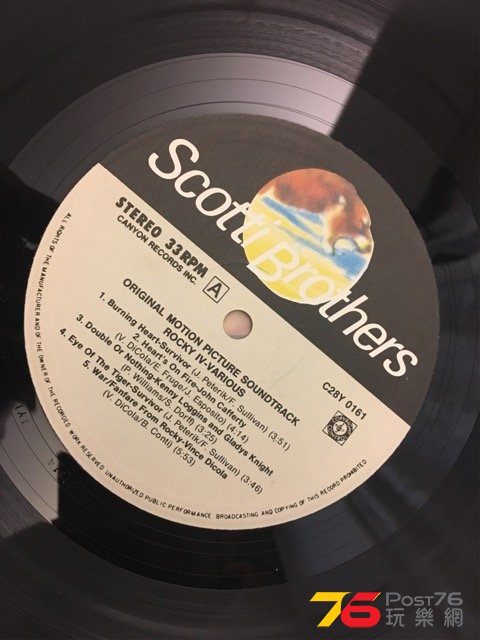 Scotti Brothers
STEREO 33RPM
CANYON RECORDS INC.
A
C28Y 0161
ORIGINAL MOTION PICTURE SOUNDTRACK
ROCKY IV:VARIOUS
1. Burning Heart-Survivor (J. Peterik/F. Sullivan) (3:51)
2. Heart's On Fire-John Cafferty
(V. DiCola/E. Fruge/J. Esposito) (4:14)
3. Double Or Nothing-Kenny Loggins and Gladys Knight
(P. Williams/S. Dorff) (3:25)
4. Eye Of The Tiger-Survivor (J. Peterik/F. Sullivan) (3:46)
5. War/Fanfare From Rocky-Vince Dicola
(V. DiCola/B. Conti) (5:53)
ALL RIGHTS OF THE MANUFACTURER AND OF THE OWNER OF THE RECORDED WORK RESERVED UNAUTHORIZED PUBLIC PERFORMANCE. BROADCASTING AND COPYING OF THIS RECORD PROHIBITED
76 POST76
玩樂網